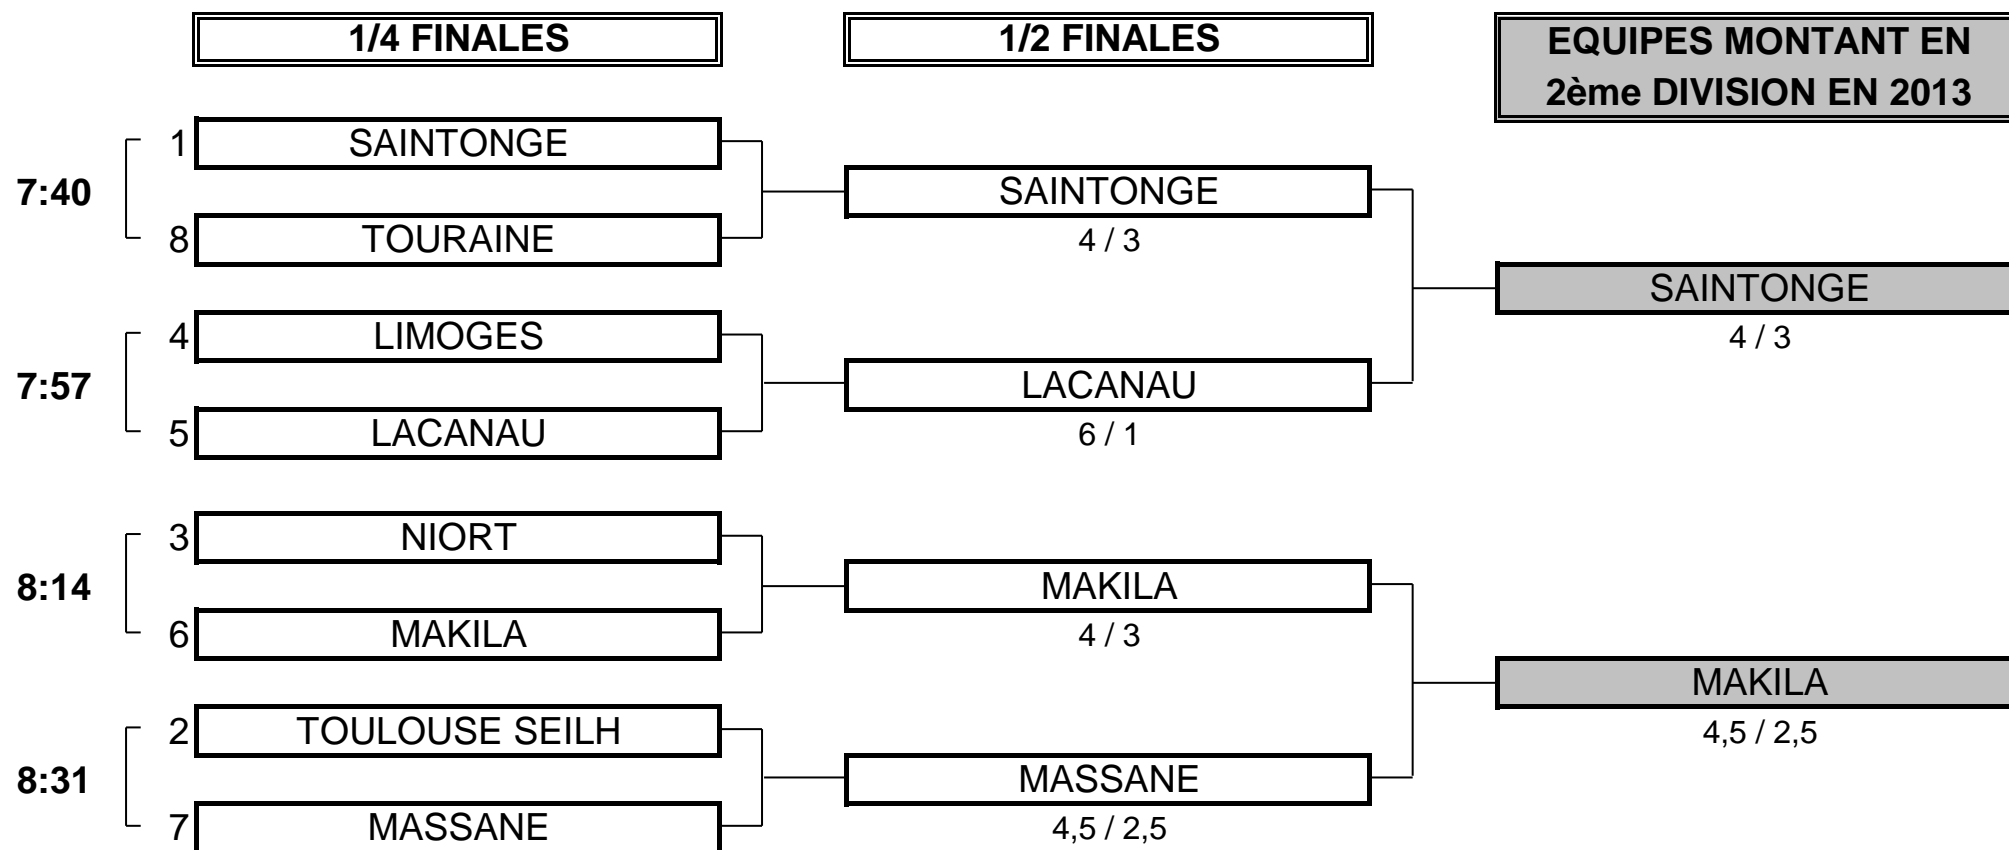 1/4 FINALES
1/2 FINALES
EQUIPES MONTANT EN
2ème DIVISION EN 2013
1 SAINTONGE
7:40
SAINTONGE
8 TOURAINE
4 / 3
SAINTONGE
4 LIMOGES
4 / 3
7:57
LACANAU
5 LACANAU
6 / 1
3 NIORT
8:14
MAKILA
6 MAKILA
4 / 3
MAKILA
2 TOULOUSE SEILH
4,5 / 2,5
8:31
MASSANE
7 MASSANE
4,5 / 2,5